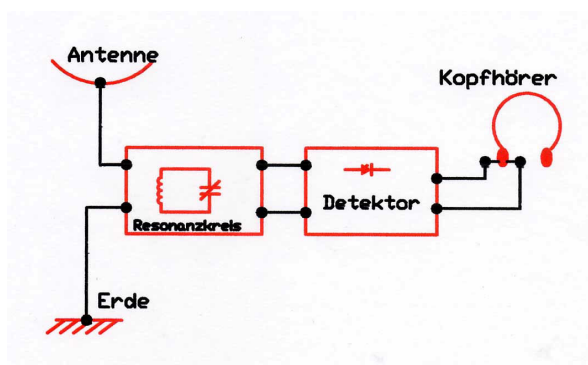 Antenne
Kopfhörer
Detektor
Resonanzkreis
Erde